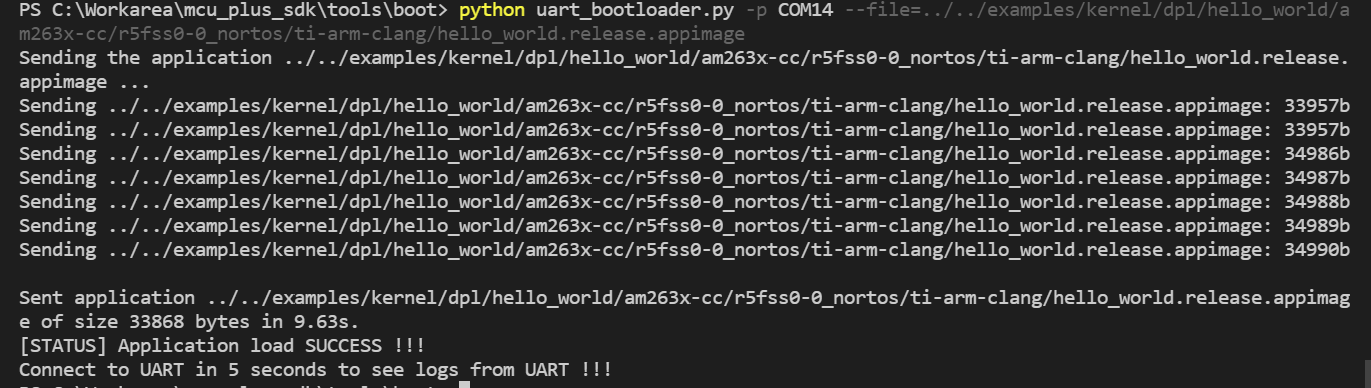 PS C:\Workarea\mcu_plus_sdk\tools\boot> python uart_bootloader.py -p COM14 --file=../../examples/kernel/dpl/hello_world/a
m263x-cc/r5fss0-0_nortos/ti-arm-clang/hello_world.release.appimage
Sending the application ../../examples/kernel/dpl/hello_world/am263x-cc/r5fss0-0_nortos/ti-arm-clang/hello_world.release.
appimage ...
Sending ../../examples/kernel/dpl/hello_world/am263x-cc/r5fss0-0_nortos/ti-arm-clang/hello_world.release.appimage: 33957b
Sending ../../examples/kernel/dpl/hello_world/am263x-cc/r5fss0-0_nortos/ti-arm-clang/hello_world.release.appimage: 33957b
Sending ../../examples/kernel/dpl/hello_world/am263x-cc/r5fss0-0_nortos/ti-arm-clang/hello_world.release.appimage: 34986b
Sending ../../examples/kernel/dpl/hello_world/am263x-cc/r5fss0-0_nortos/ti-arm-clang/hello_world.release.appimage: 34987b
Sending ../../examples/kernel/dpl/hello_world/am263x-cc/r5fss0-0_nortos/ti-arm-clang/hello_world.release.appimage: 34988b
Sending ../../examples/kernel/dpl/hello_world/am263x-cc/r5fss0-0_nortos/ti-arm-clang/hello_world.release.appimage: 34989b
Sending ../../examples/kernel/dpl/hello_world/am263x-cc/r5fss0-0_nortos/ti-arm-clang/hello_world.release.appimage: 34990b
Sent application ../../examples/kernel/dpl/hello_world/am263x-cc/r5fss0-0_nortos/ti-arm-clang/hello_world.release.appimag
e of size 33868 bytes in 9.63s.
[STATUS] Application load SUCCESS !!!
Connect to UART in 5 seconds to see logs from UART !!!